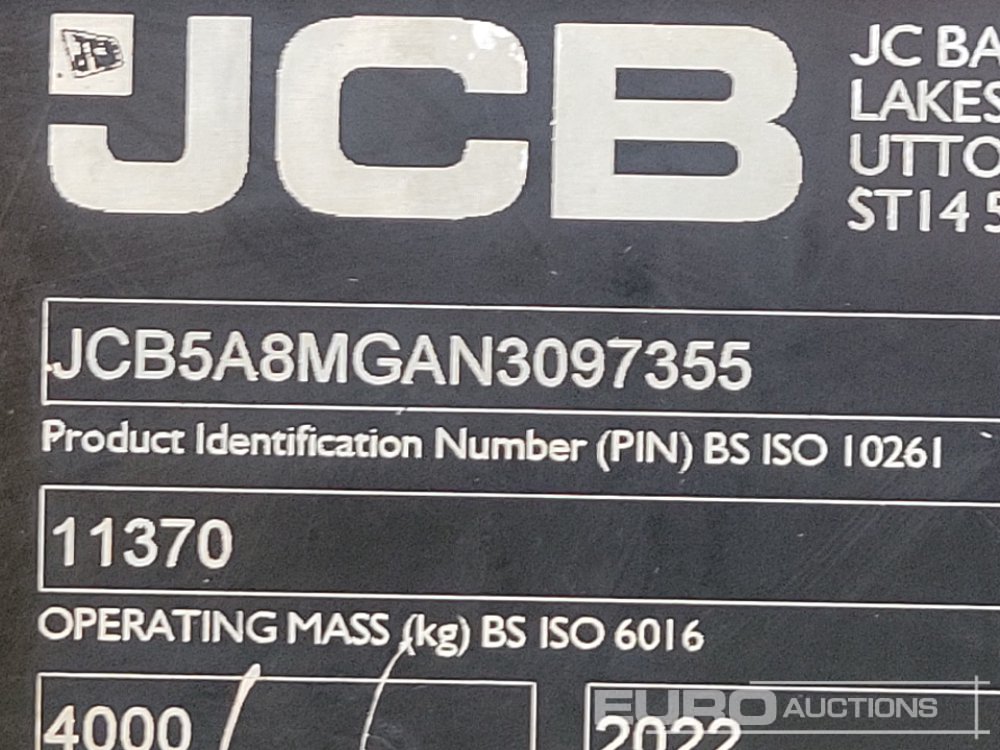 JCB
JCB
JC BA
LAKES
UTTO
ST14 5
JCB5A8MGAN3097355
Product Identification Number (PIN) BS ISO 10261
11370
OPERATING MASS (kg) BS ISO 6016
4000
2022
EURO AUCTIONS